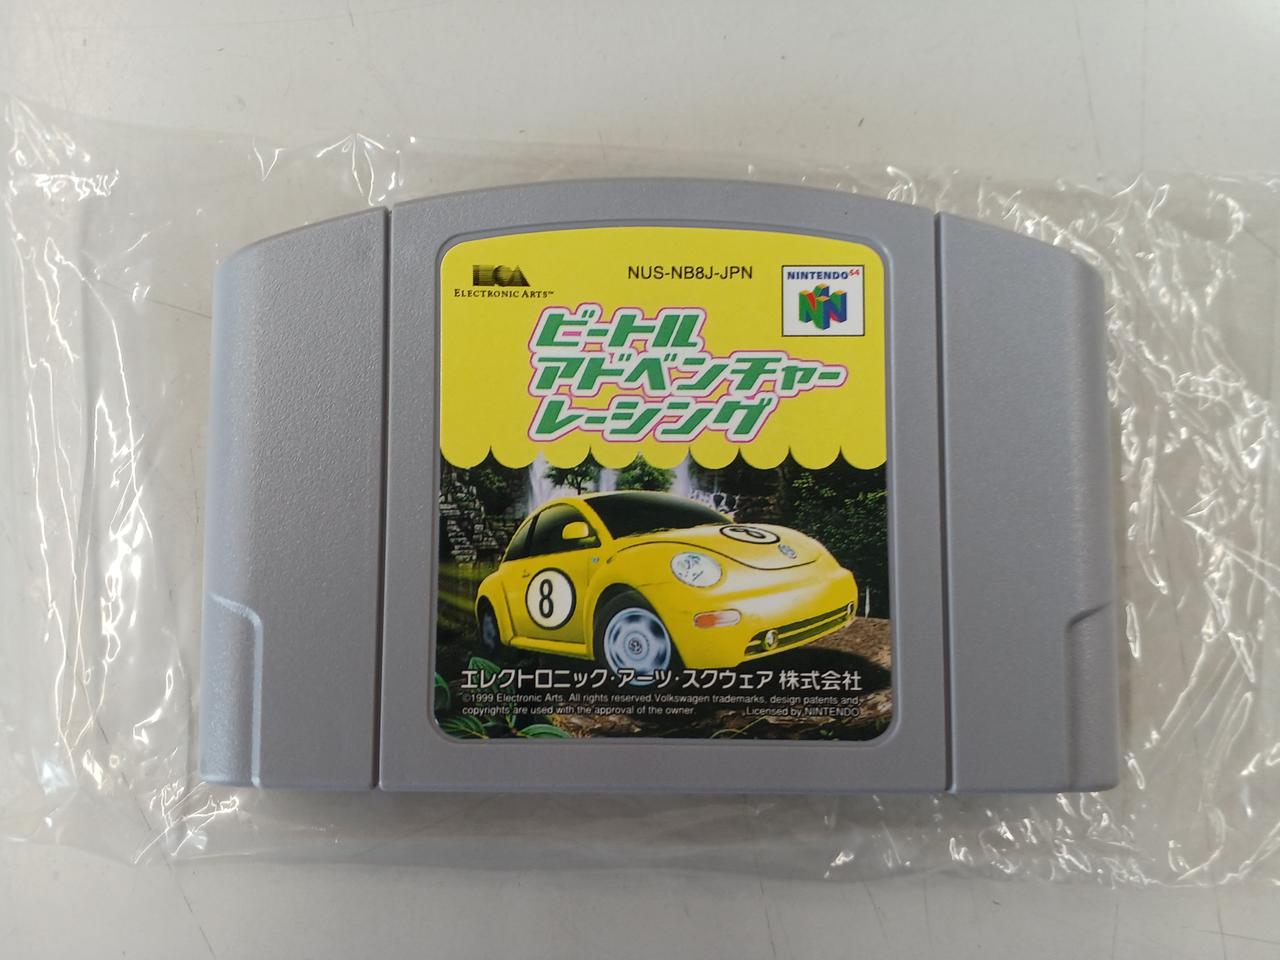 ELECTRONIC ARTS™
NUS-NB8J-JPN
NINTENDO64
ビートル
アドベンチャー
レーシング
8
8
エレクトロニック・アーツ・スクウェア 株式会社
©1999 Electronic Arts. All rights reserved.Volkswagen trademarks, design patents and
copyrights are used with the approval of the owner. Licensed by NINTENDO